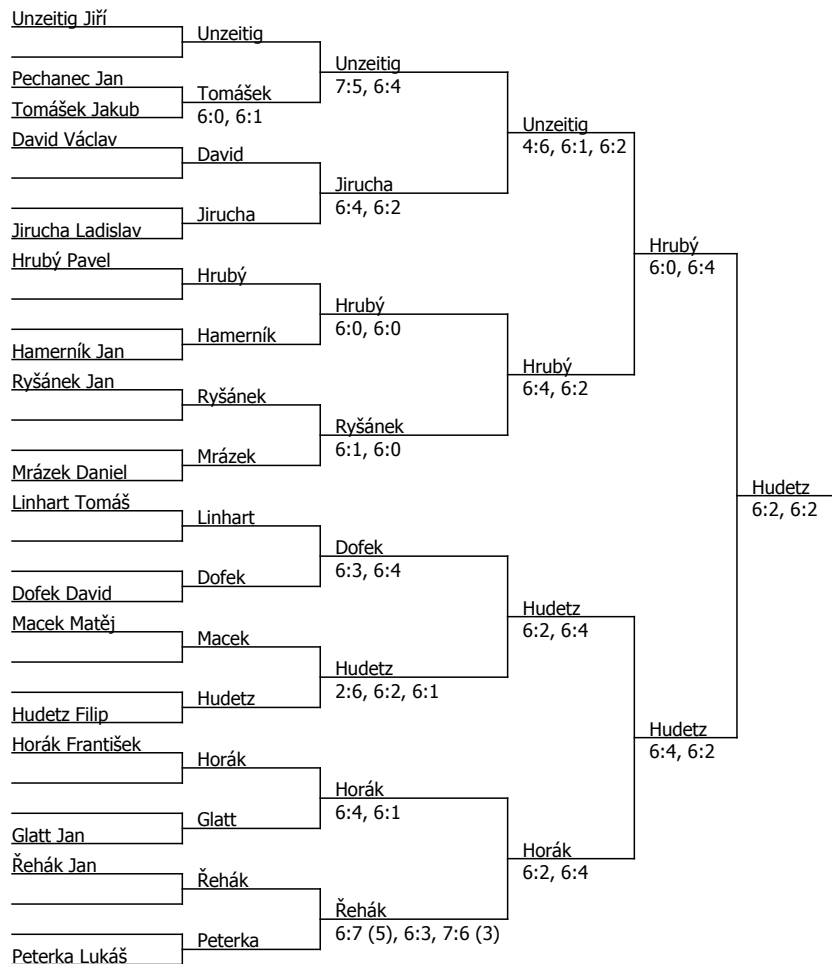 Unzeitig Jiří
Pechanec Jan
Tomášek Jakub
David Václav
Jirucha Ladislav
Hrubý Pavel
Hamerník Jan
Ryšánek Jan
Mrázek Daniel
Linhart Tomáš
Dofek David
Macek Matěj
Hudetz Filip
Horák František
Glatt Jan
Řehák Jan
Peterka Lukáš
Unzeitig
Tomášek
6:0, 6:1
David
Jirucha
Hrubý
Hamerník
Ryšánek
Mrázek
Linhart
Dofek
Macek
Hudetz
Horák
Glatt
Řehák
Peterka
Unzeitig
7:5, 6:4
Jirucha
6:4, 6:2
Hrubý
6:0, 6:0
Ryšánek
6:1, 6:0
Dofek
6:3, 6:4
Hudetz
2:6, 6:2, 6:1
Horák
6:4, 6:1
Řehák
6:7 (5), 6:3, 7:6 (3)
Unzeitig
4:6, 6:1, 6:2
Hrubý
6:4, 6:2
Hudetz
6:2, 6:4
Horák
6:2, 6:4
Hrubý
6:0, 6:4
Hudetz
6:4, 6:2
Hudetz
6:2, 6:2